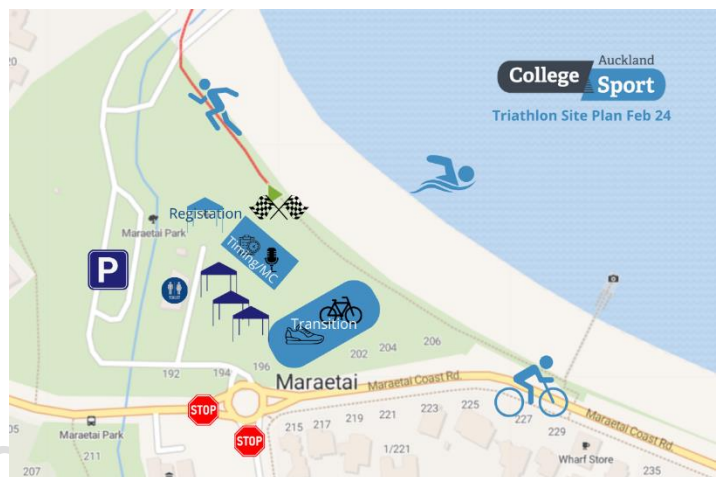 College
Auckland
Sport
Triathlon Site Plan Feb 24
Registation
Maraetai Park
Timing/MC
P
TOILET
Transition
192
194
196
202
204
206
Maraetai
Maraetai Coast Rd.
STOP
STOP
Maraetai Park
211
207
05
20
215
217
219
221
1/221
223
225
227
229
Maraetai Coast Rd.
Wharf Store
235